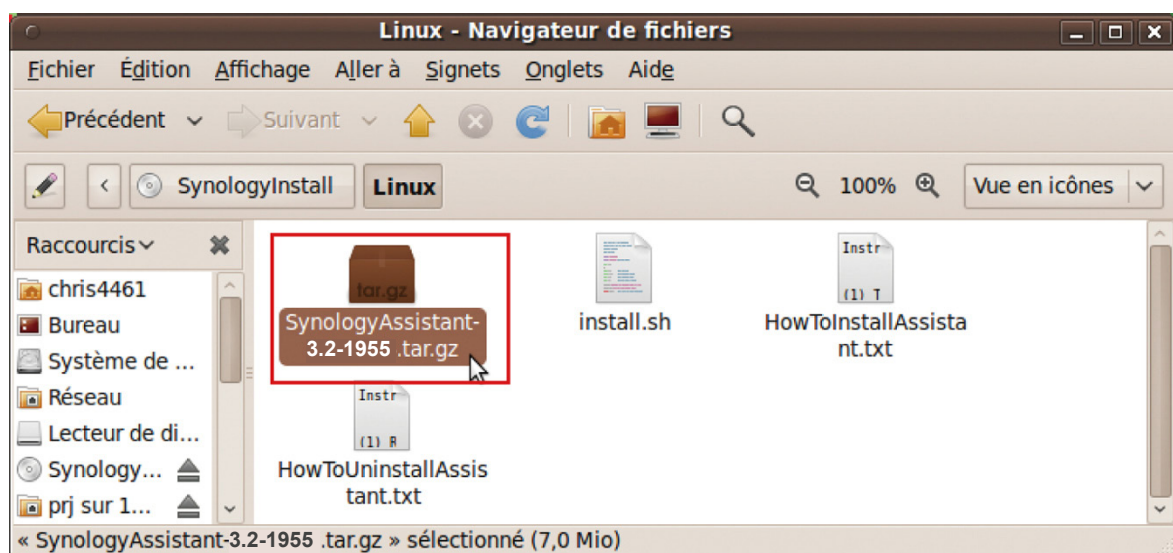 Linux - Navigateur de fichiers
Fichier Édition Affichage Aller à Signets Onglets Aide
Précédent Suivant
SynologyInstall Linux 100% Vue en icônes
Raccourcis
chris4461
Bureau
Système de ...
Réseau
Lecteur de di...
Synology...
prj sur 1...
tar.gz
SynologyAssistant-
3.2-1955 .tar.gz
install.sh
Instr
(1) T
HowToInstallAssista
nt.txt
Instr
(1) R
HowToUninstallAssis
tant.txt
« SynologyAssistant-3.2-1955 .tar.gz » sélectionné (7,0 Mio)